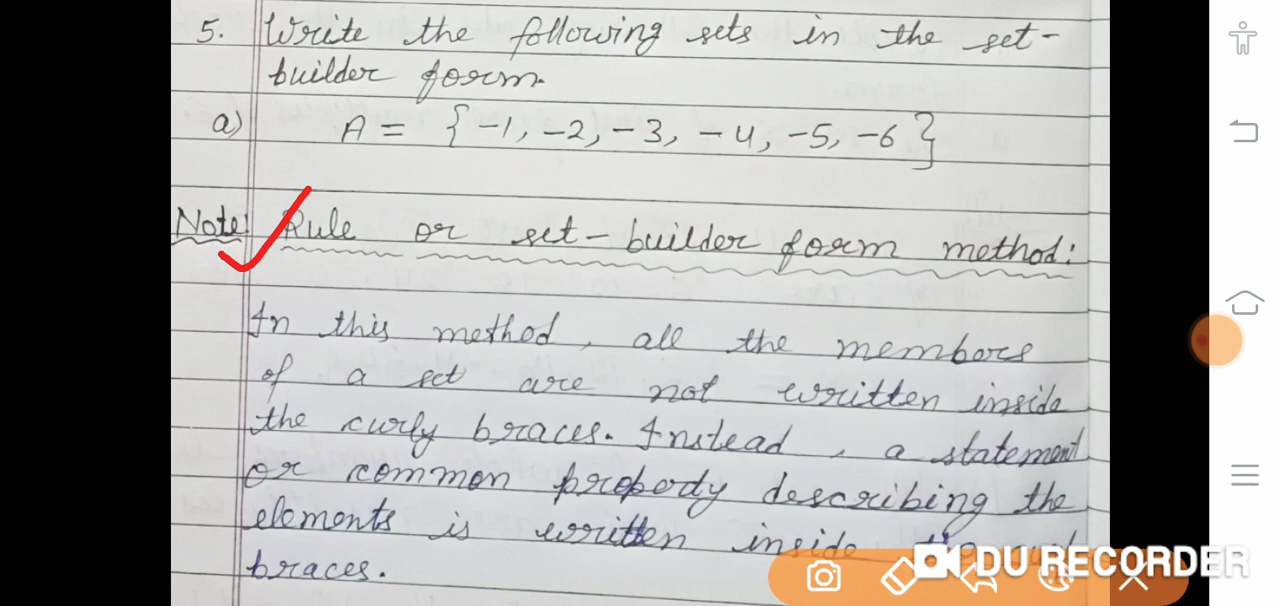 5. Write the following sets in the set-
builder form.
a) A = {-1, -2, -3, -4, -5, -6}
Note: Rule or set-builder form method:
In this method, all the members
of a set are not written inside
the curly braces. Instead, a statement
or common property describing the
elements is written inside
braces.
DU RECORDER